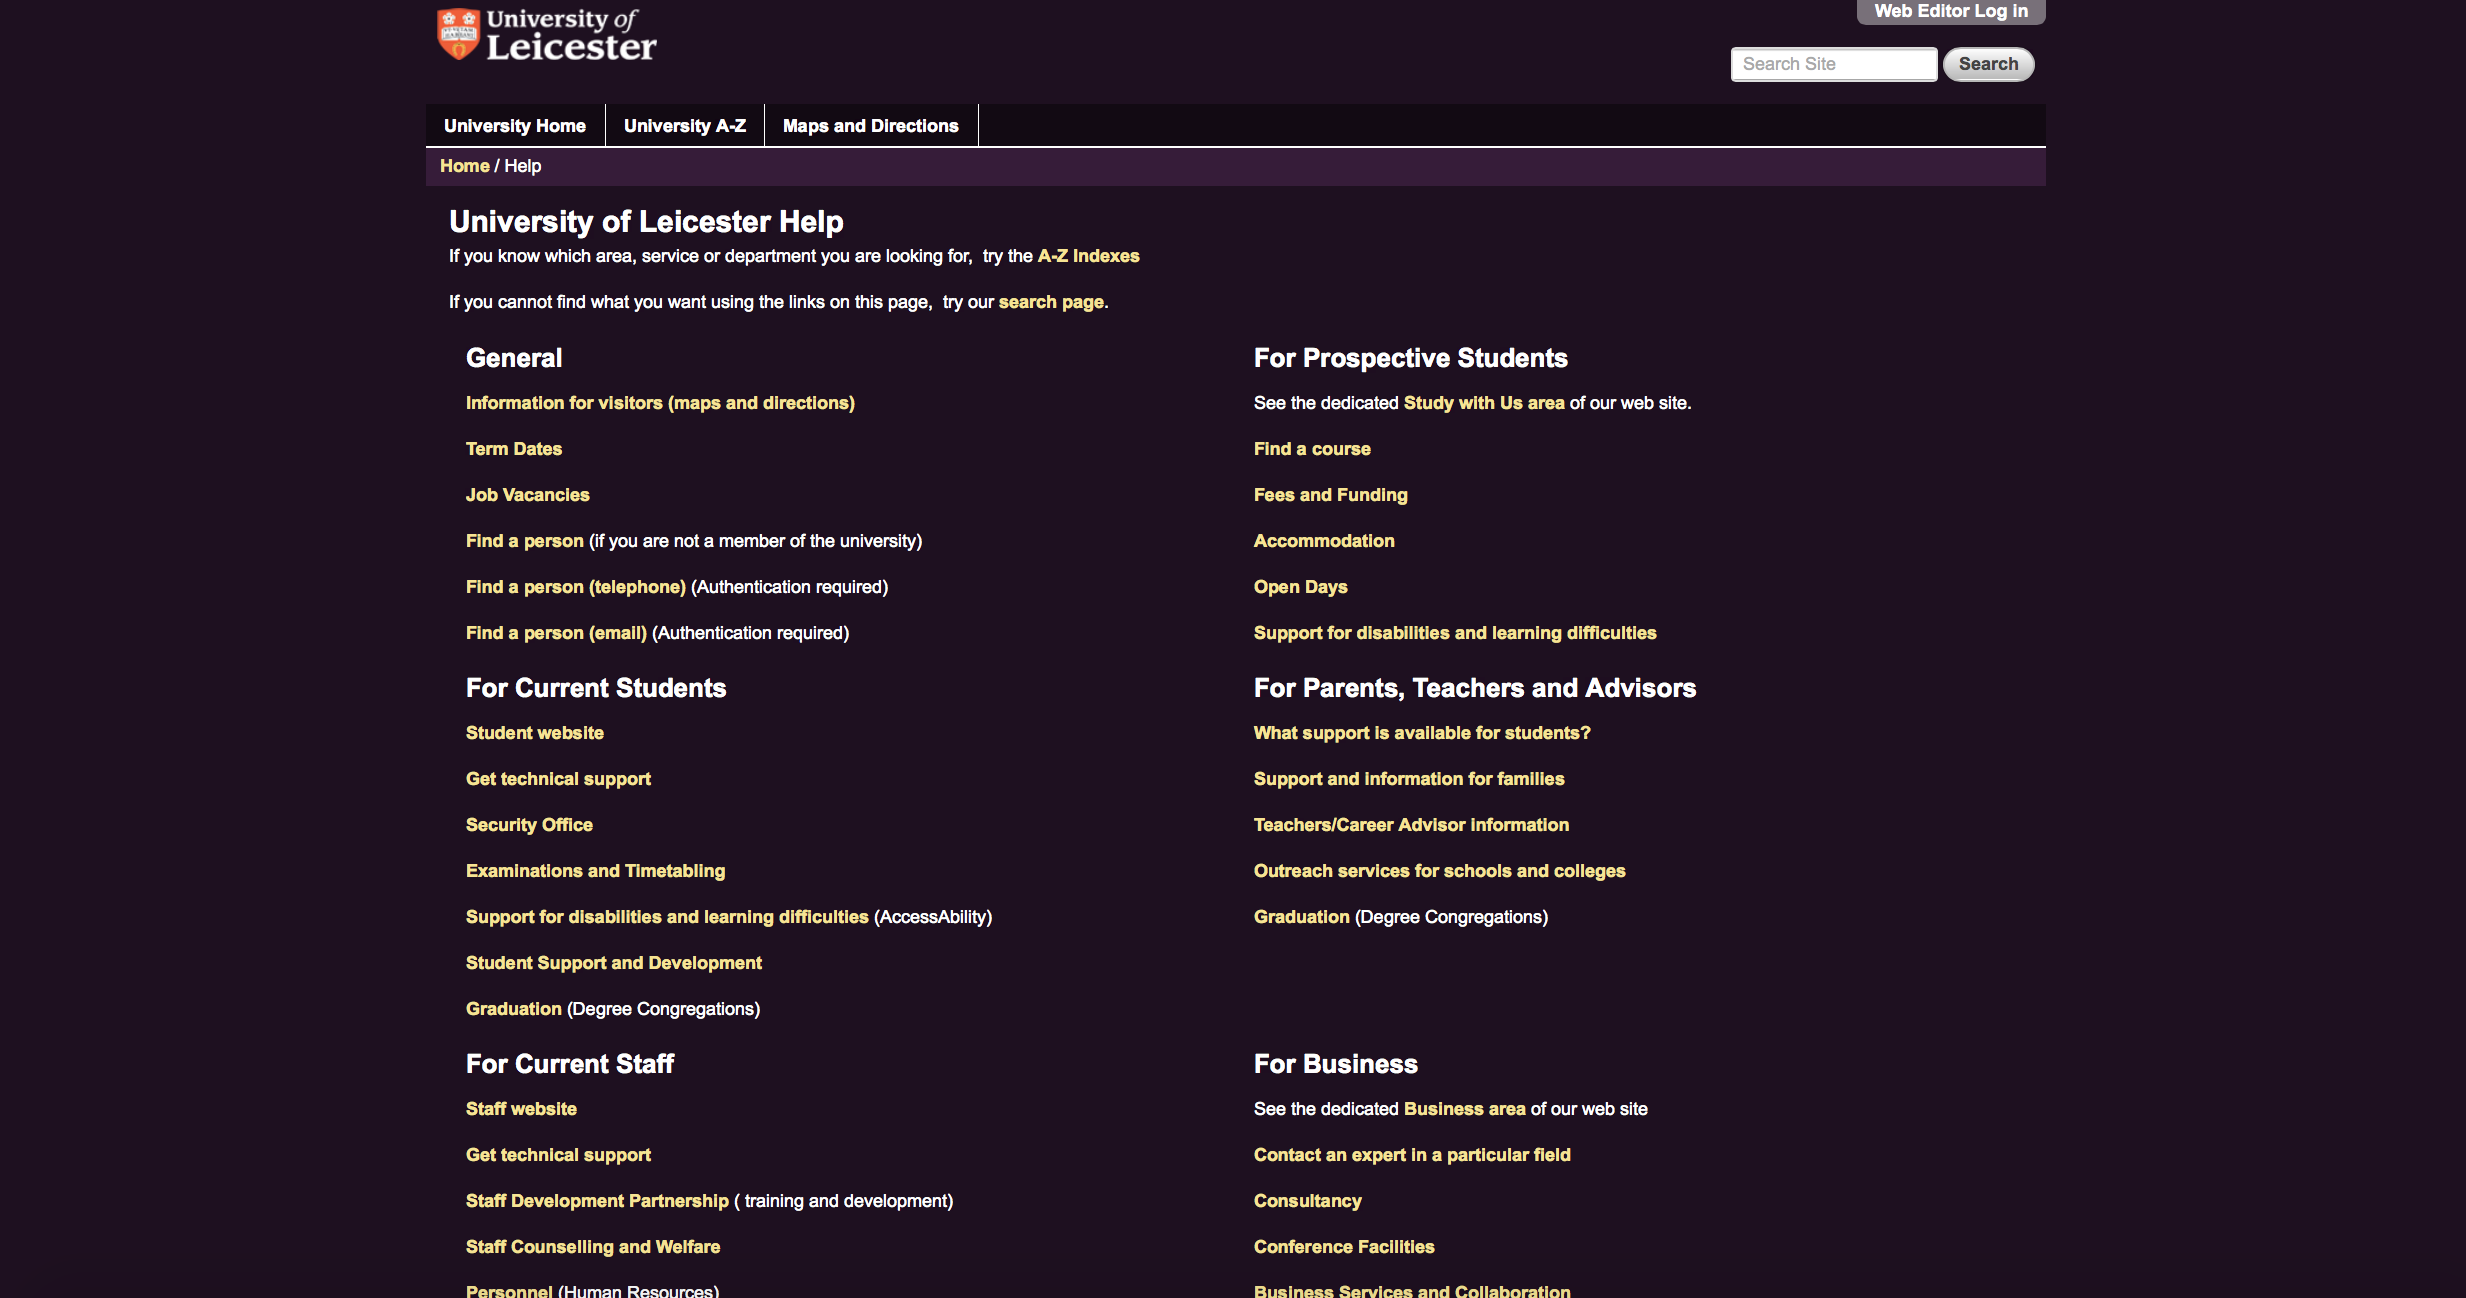 University of
Leicester
Web Editor Log in
Search Site
Search
University Home
University A-Z
Maps and Directions
Home / Help
University of Leicester Help
If you know which area, service or department you are looking for, try the A-Z Indexes
If you cannot find what you want using the links on this page, try our search page.
General
Information for visitors (maps and directions)
Term Dates
Job Vacancies
Find a person (if you are not a member of the university)
Find a person (telephone) (Authentication required)
Find a person (email) (Authentication required)
For Prospective Students
See the dedicated Study with Us area of our web site.
Find a course
Fees and Funding
Accommodation
Open Days
Support for disabilities and learning difficulties
For Current Students
Student website
Get technical support
Security Office
Examinations and Timetabling
Support for disabilities and learning difficulties (AccessAbility)
Student Support and Development
Graduation (Degree Congregations)
For Parents, Teachers and Advisors
What support is available for students?
Support and information for families
Teachers/Career Advisor information
Outreach services for schools and colleges
Graduation (Degree Congregations)
For Current Staff
Staff website
Get technical support
Staff Development Partnership ( training and development)
Staff Counselling and Welfare
Personnel (Human Resources)
For Business
See the dedicated Business area of our web site
Contact an expert in a particular field
Consultancy
Conference Facilities
Business Services and Collaboration